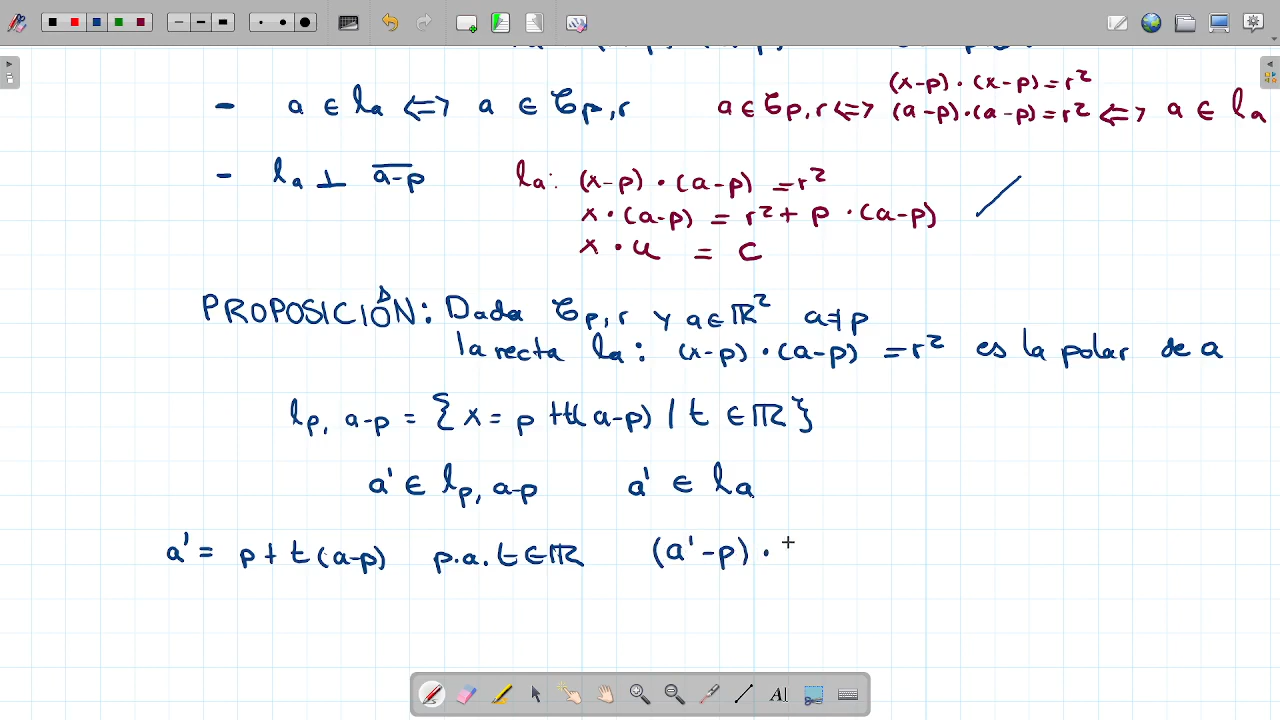 - a ∈ la ⟺ a ∈ 𝒞p,r
a ∈ 𝒞p,r ⟺ (x-p)·(x-p)=r²
(a-p)·(a-p)=r² ⟺ a ∈ la
- la ⊥ a-p
la: (x-p)·(a-p) = r²
x·(a-p) = r² + p·(a-p)
x·u = c
PROPOSICIÓN: Dada 𝒞p,r y a∈ℝ² a≠p
la recta la: (x-p)·(a-p) = r² es la polar de a
lp, a-p = {x = p + t(a-p) / t ∈ ℝ}
a' ∈ lp, a-p a' ∈ la
a' = p + t(a-p) p.a. t∈ℝ (a'-p)·
AI